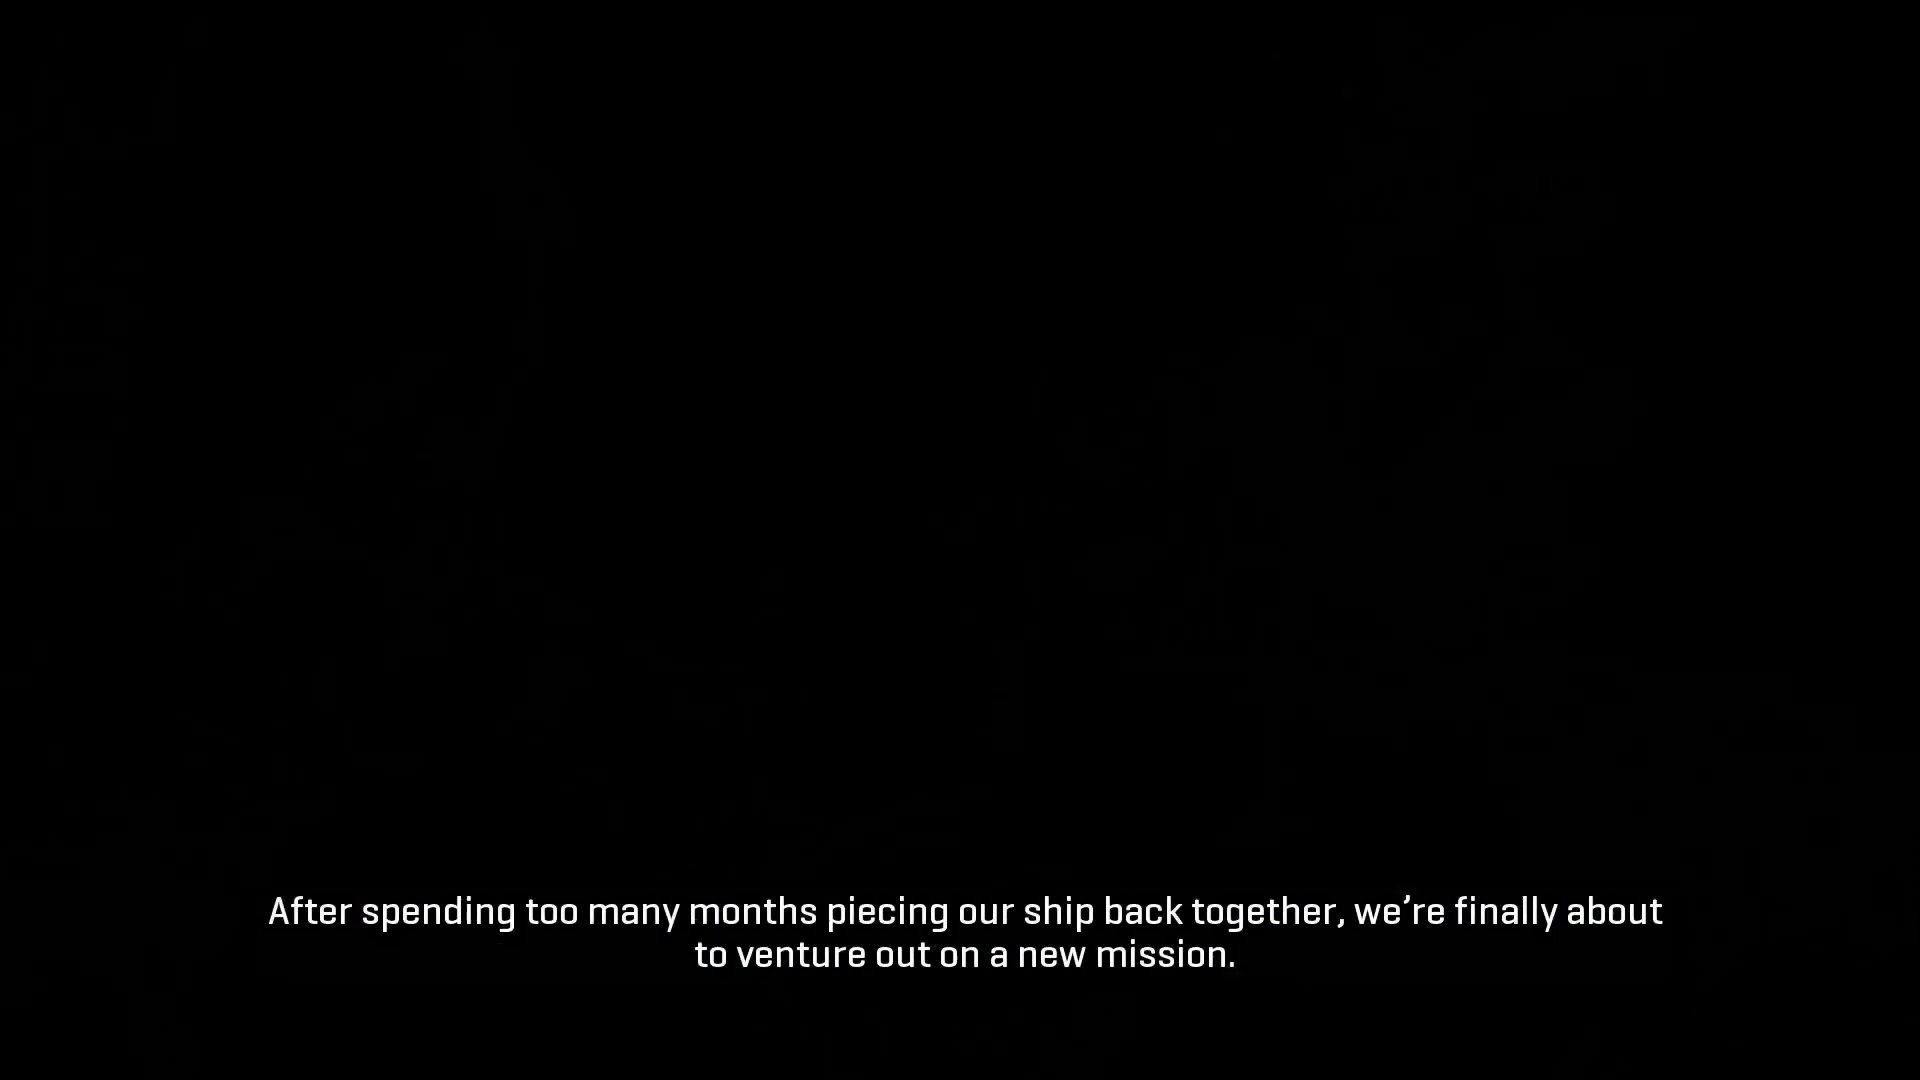 After spending too many months piecing our ship back together, we’re finally about
to venture out on a new mission.